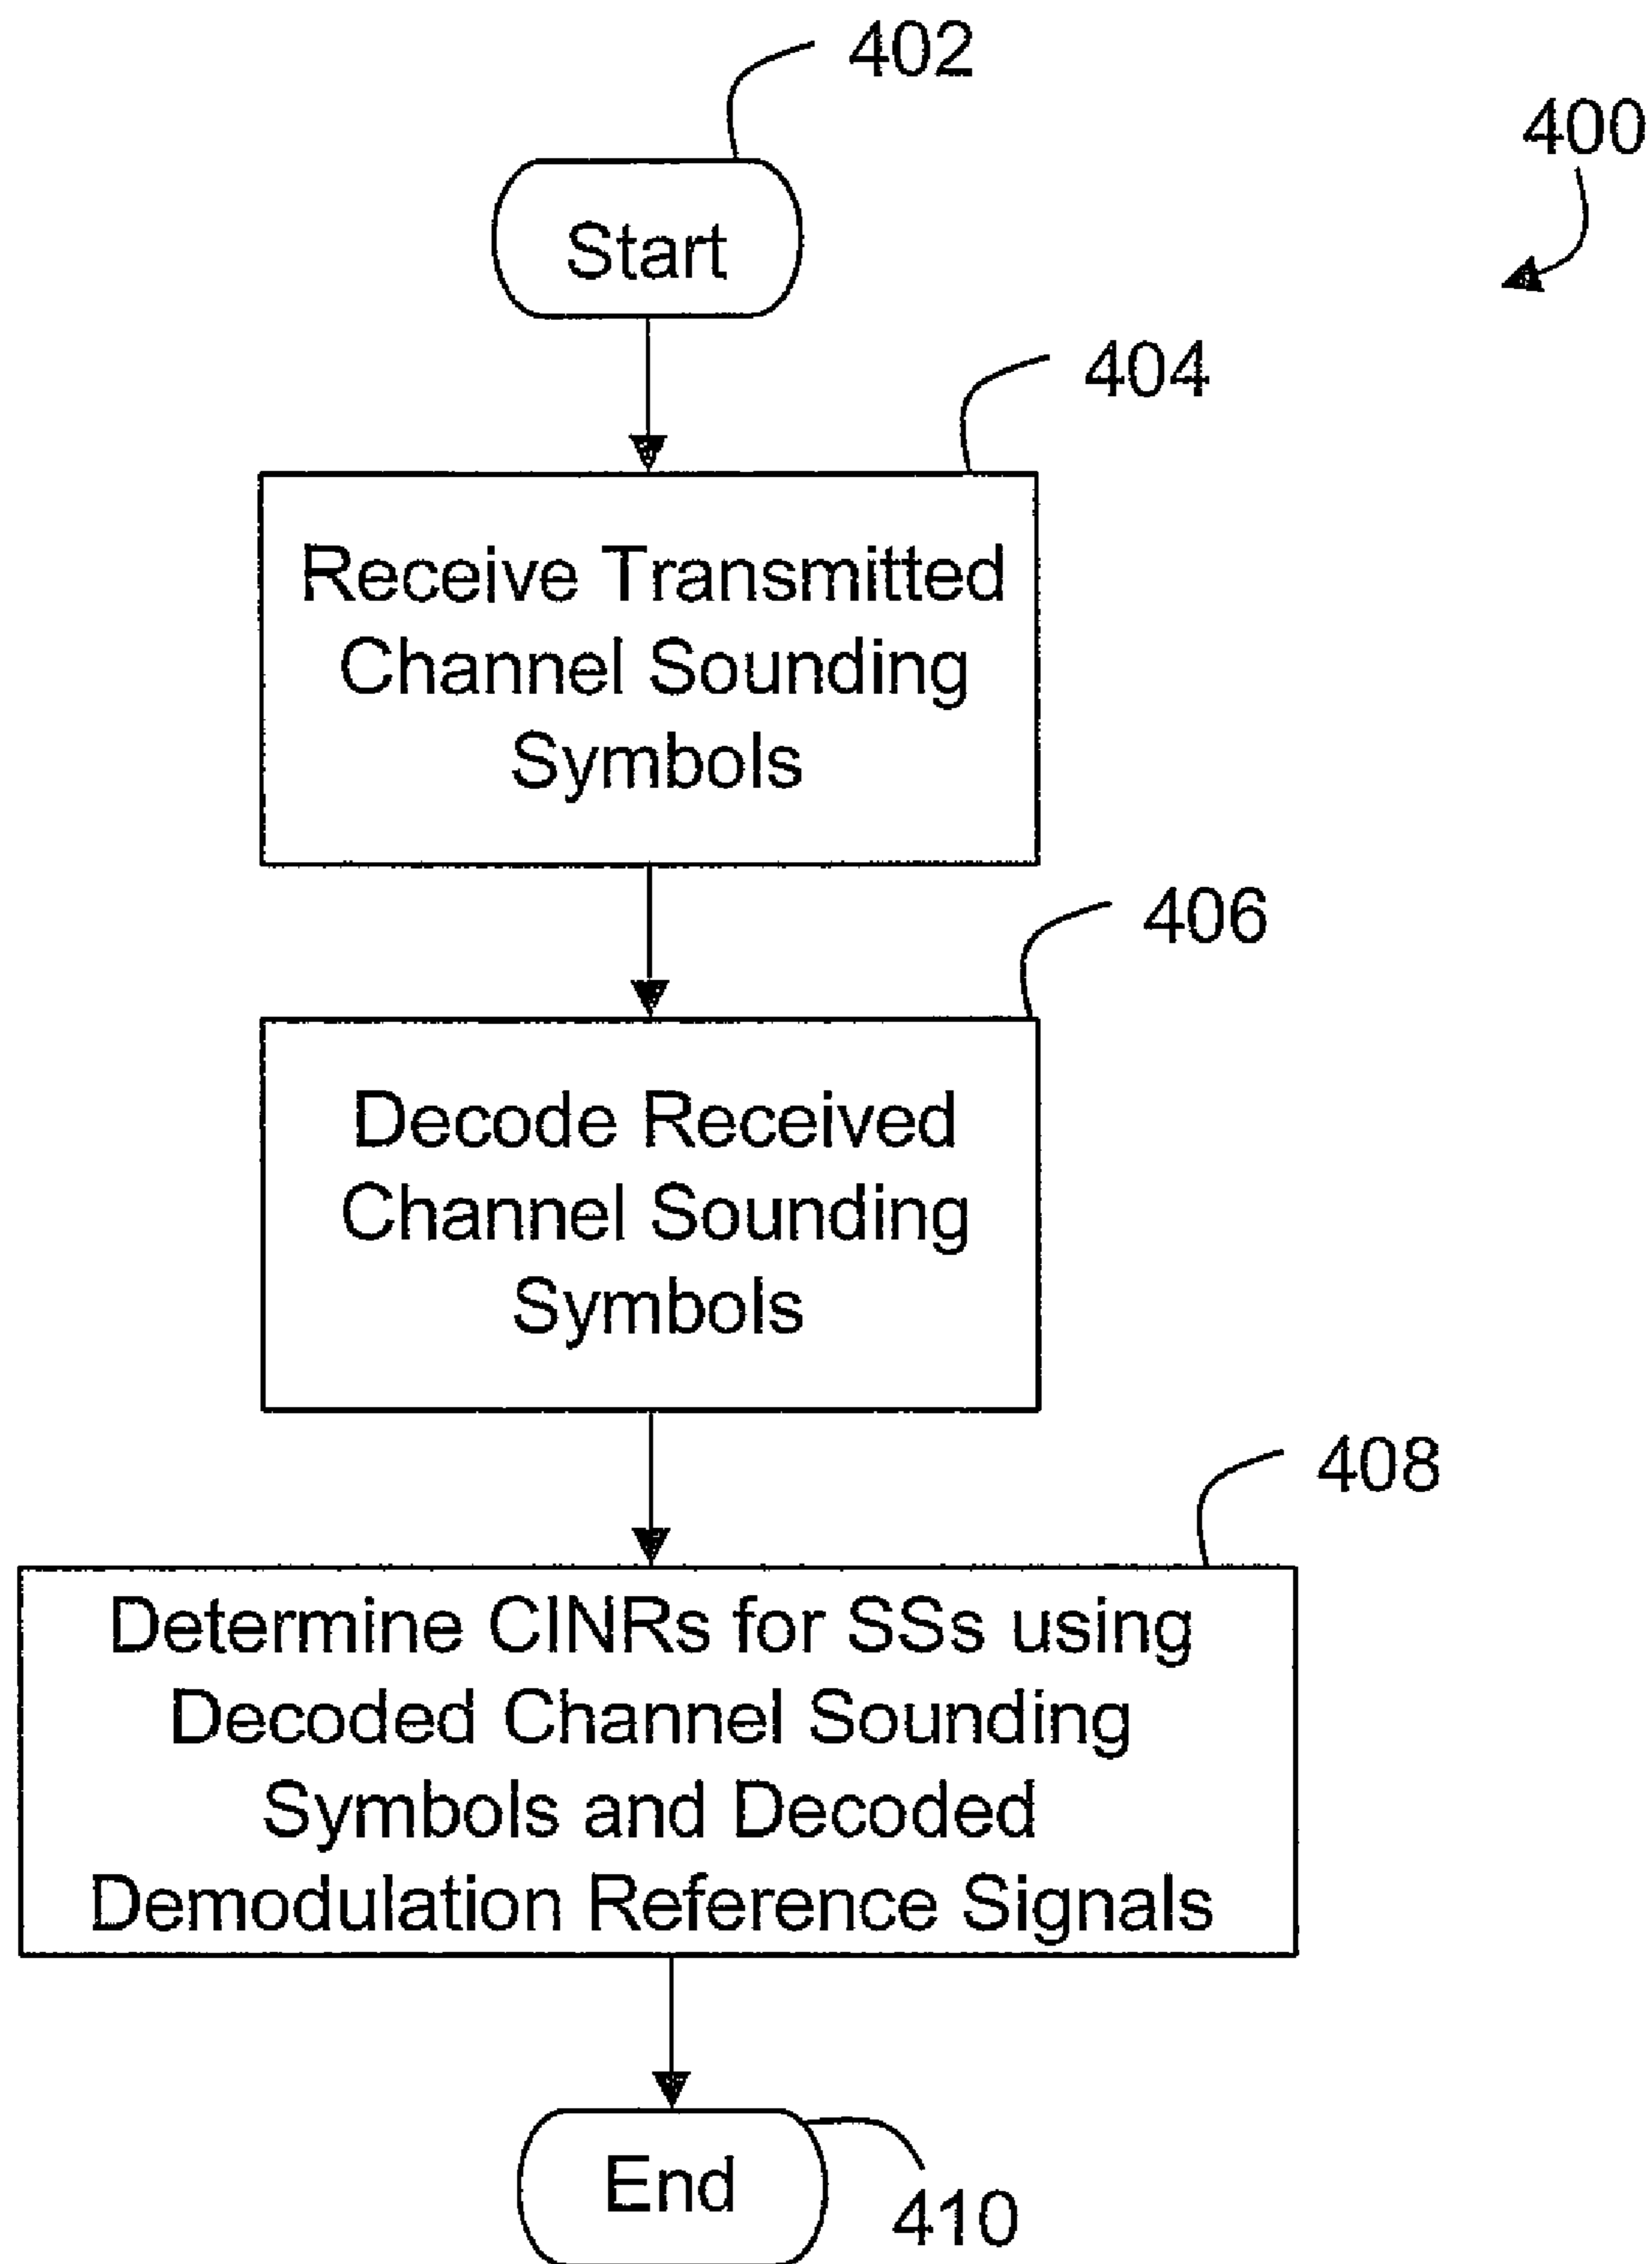 402
400
Start
404
Receive Transmitted
Channel Sounding
Symbols
406
Decode Received
Channel Sounding
Symbols
408
Determine CINRs for SSs using
Decoded Channel Sounding
Symbols and Decoded
Demodulation Reference Signals
End
410